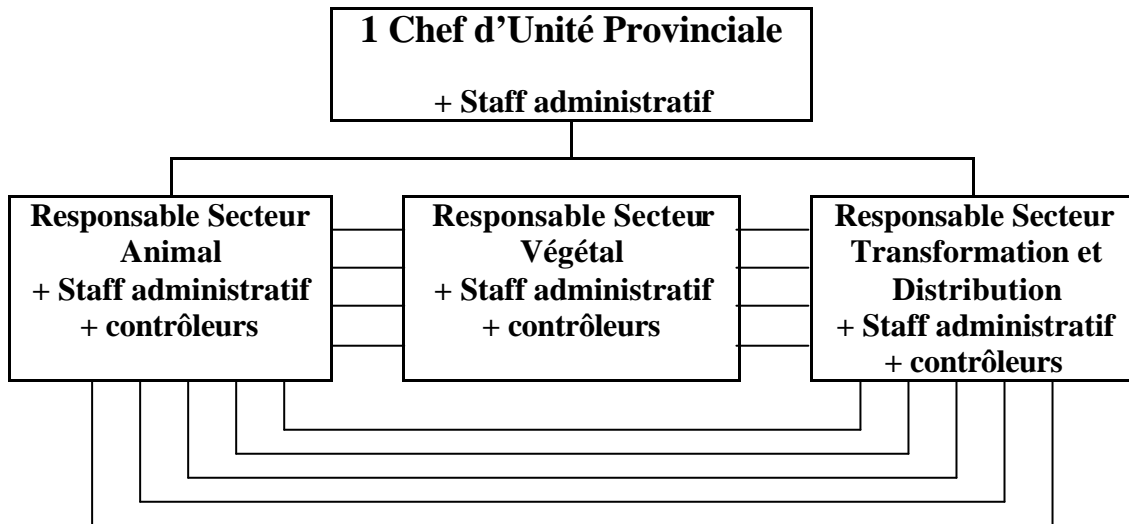 1 Chef d’Unité Provinciale
+ Staff administratif
Responsable Secteur
Animal
+ Staff administratif
+ contrôleurs
Responsable Secteur
Végétal
+ Staff administratif
+ contrôleurs
Responsable Secteur
Transformation et
Distribution
+ Staff administratif
+ contrôleurs